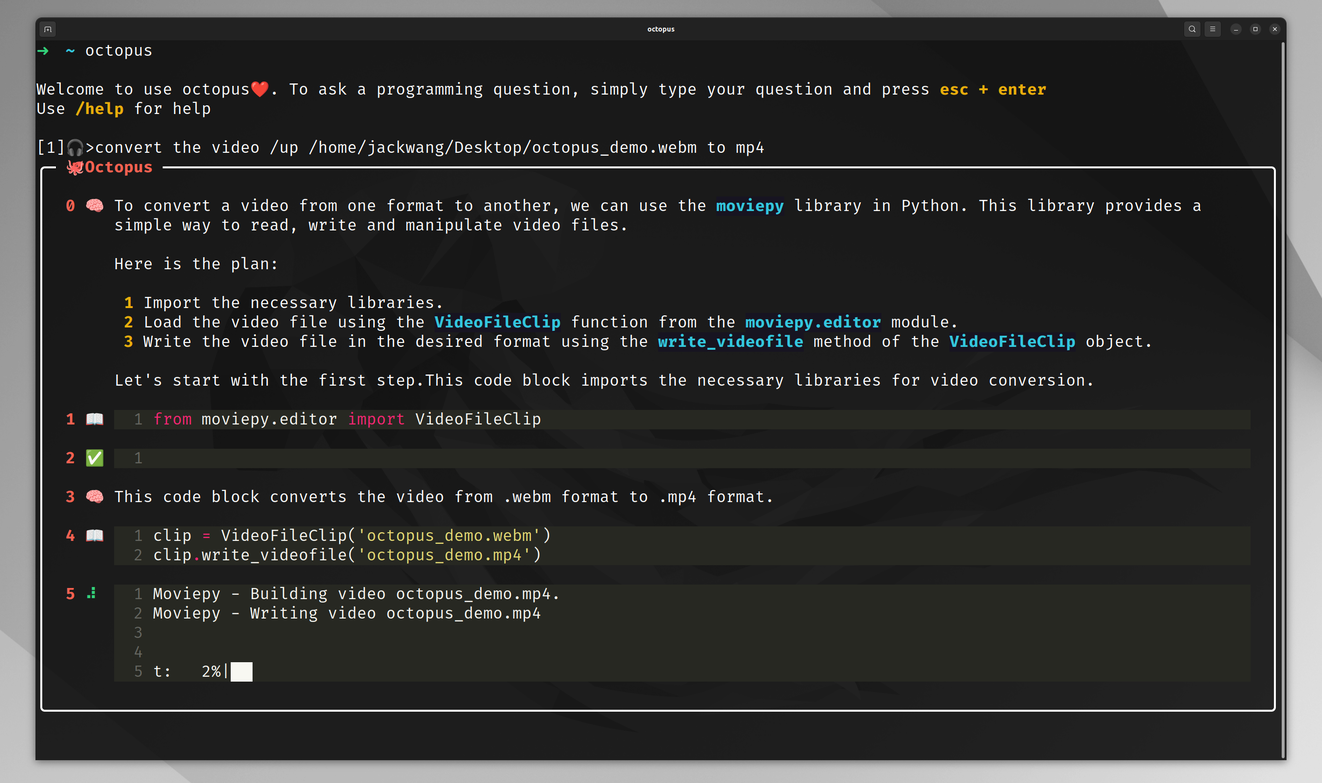 octopus
→ ~ octopus
Welcome to use octopus❤️. To ask a programming question, simply type your question and press esc + enter
Use /help for help
[1]🎧>convert the video /up /home/jackwang/Desktop/octopus_demo.webm to mp4
🐙Octopus
0 🧠 To convert a video from one format to another, we can use the moviepy library in Python. This library provides a
simple way to read, write and manipulate video files.
Here is the plan:
1 Import the necessary libraries.
2 Load the video file using the VideoFileClip function from the moviepy.editor module.
3 Write the video file in the desired format using the write_videofile method of the VideoFileClip object.
Let's start with the first step.This code block imports the necessary libraries for video conversion.
1 📖 1 from moviepy.editor import VideoFileClip
2 ✅ 1
3 🧠 This code block converts the video from .webm format to .mp4 format.
4 📖 1 clip = VideoFileClip('octopus_demo.webm')
2 clip.write_videofile('octopus_demo.mp4')
5 1 Moviepy - Building video octopus_demo.mp4.
2 Moviepy - Writing video octopus_demo.mp4
3
4
5 t: 2%|